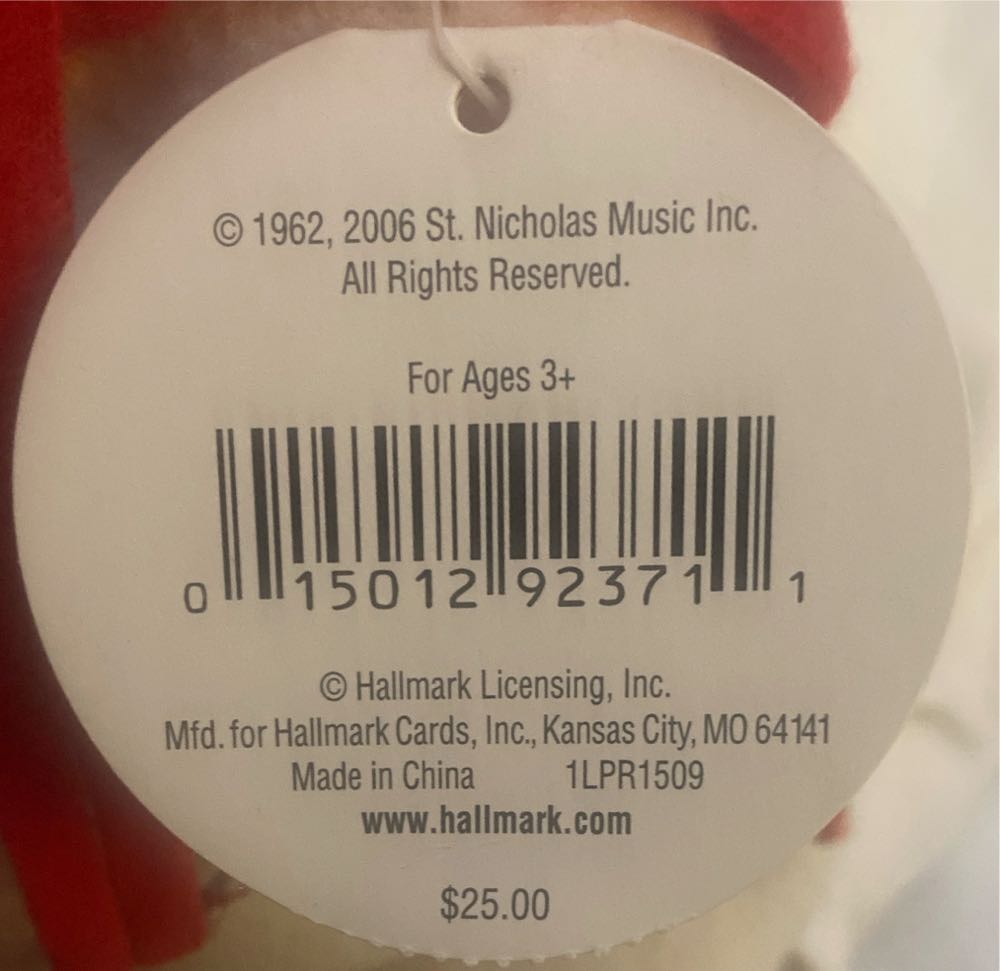 © 1962, 2006 St. Nicholas Music Inc.
All Rights Reserved.
For Ages 3+
0 15012 92371 1
© Hallmark Licensing, Inc.
Mfd. for Hallmark Cards, Inc., Kansas City, MO 64141
Made in China 1LPR1509
www.hallmark.com
$25.00